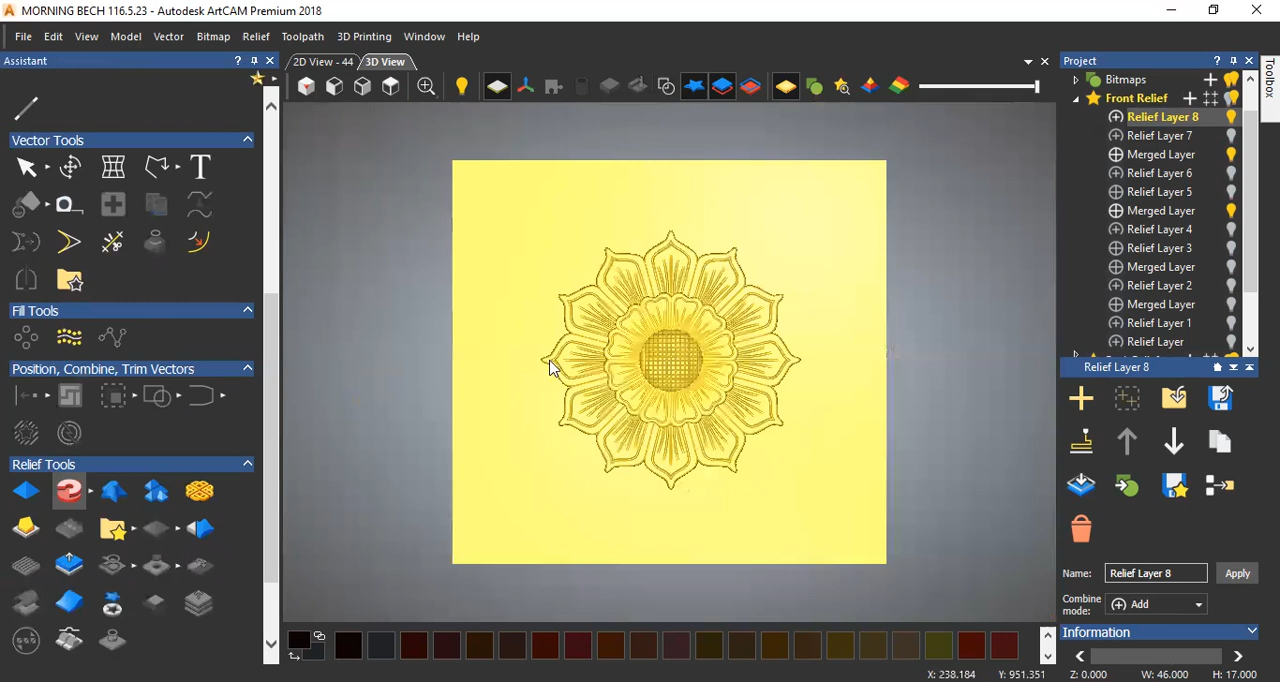 MORNING BECH 116.5.23 - Autodesk ArtCAM Premium 2018
File Edit View Model Vector Bitmap Relief Toolpath 3D Printing Window Help
Assistant
2D View - 44 3D View
Project
Toolbox
Vector Tools
Fill Tools
Position, Combine, Trim Vectors
Relief Tools
Bitmaps
Front Relief
Relief Layer 8
Relief Layer 7
Merged Layer
Relief Layer 6
Relief Layer 5
Merged Layer
Relief Layer 4
Relief Layer 3
Merged Layer
Relief Layer 2
Merged Layer
Relief Layer 1
Relief Layer
Relief Layer 8
Name: Relief Layer 8 Apply
Combine mode: Add
Information
X: 238.184 Y: 951.351 Z: 0.000 W: 46.000 H: 17.000